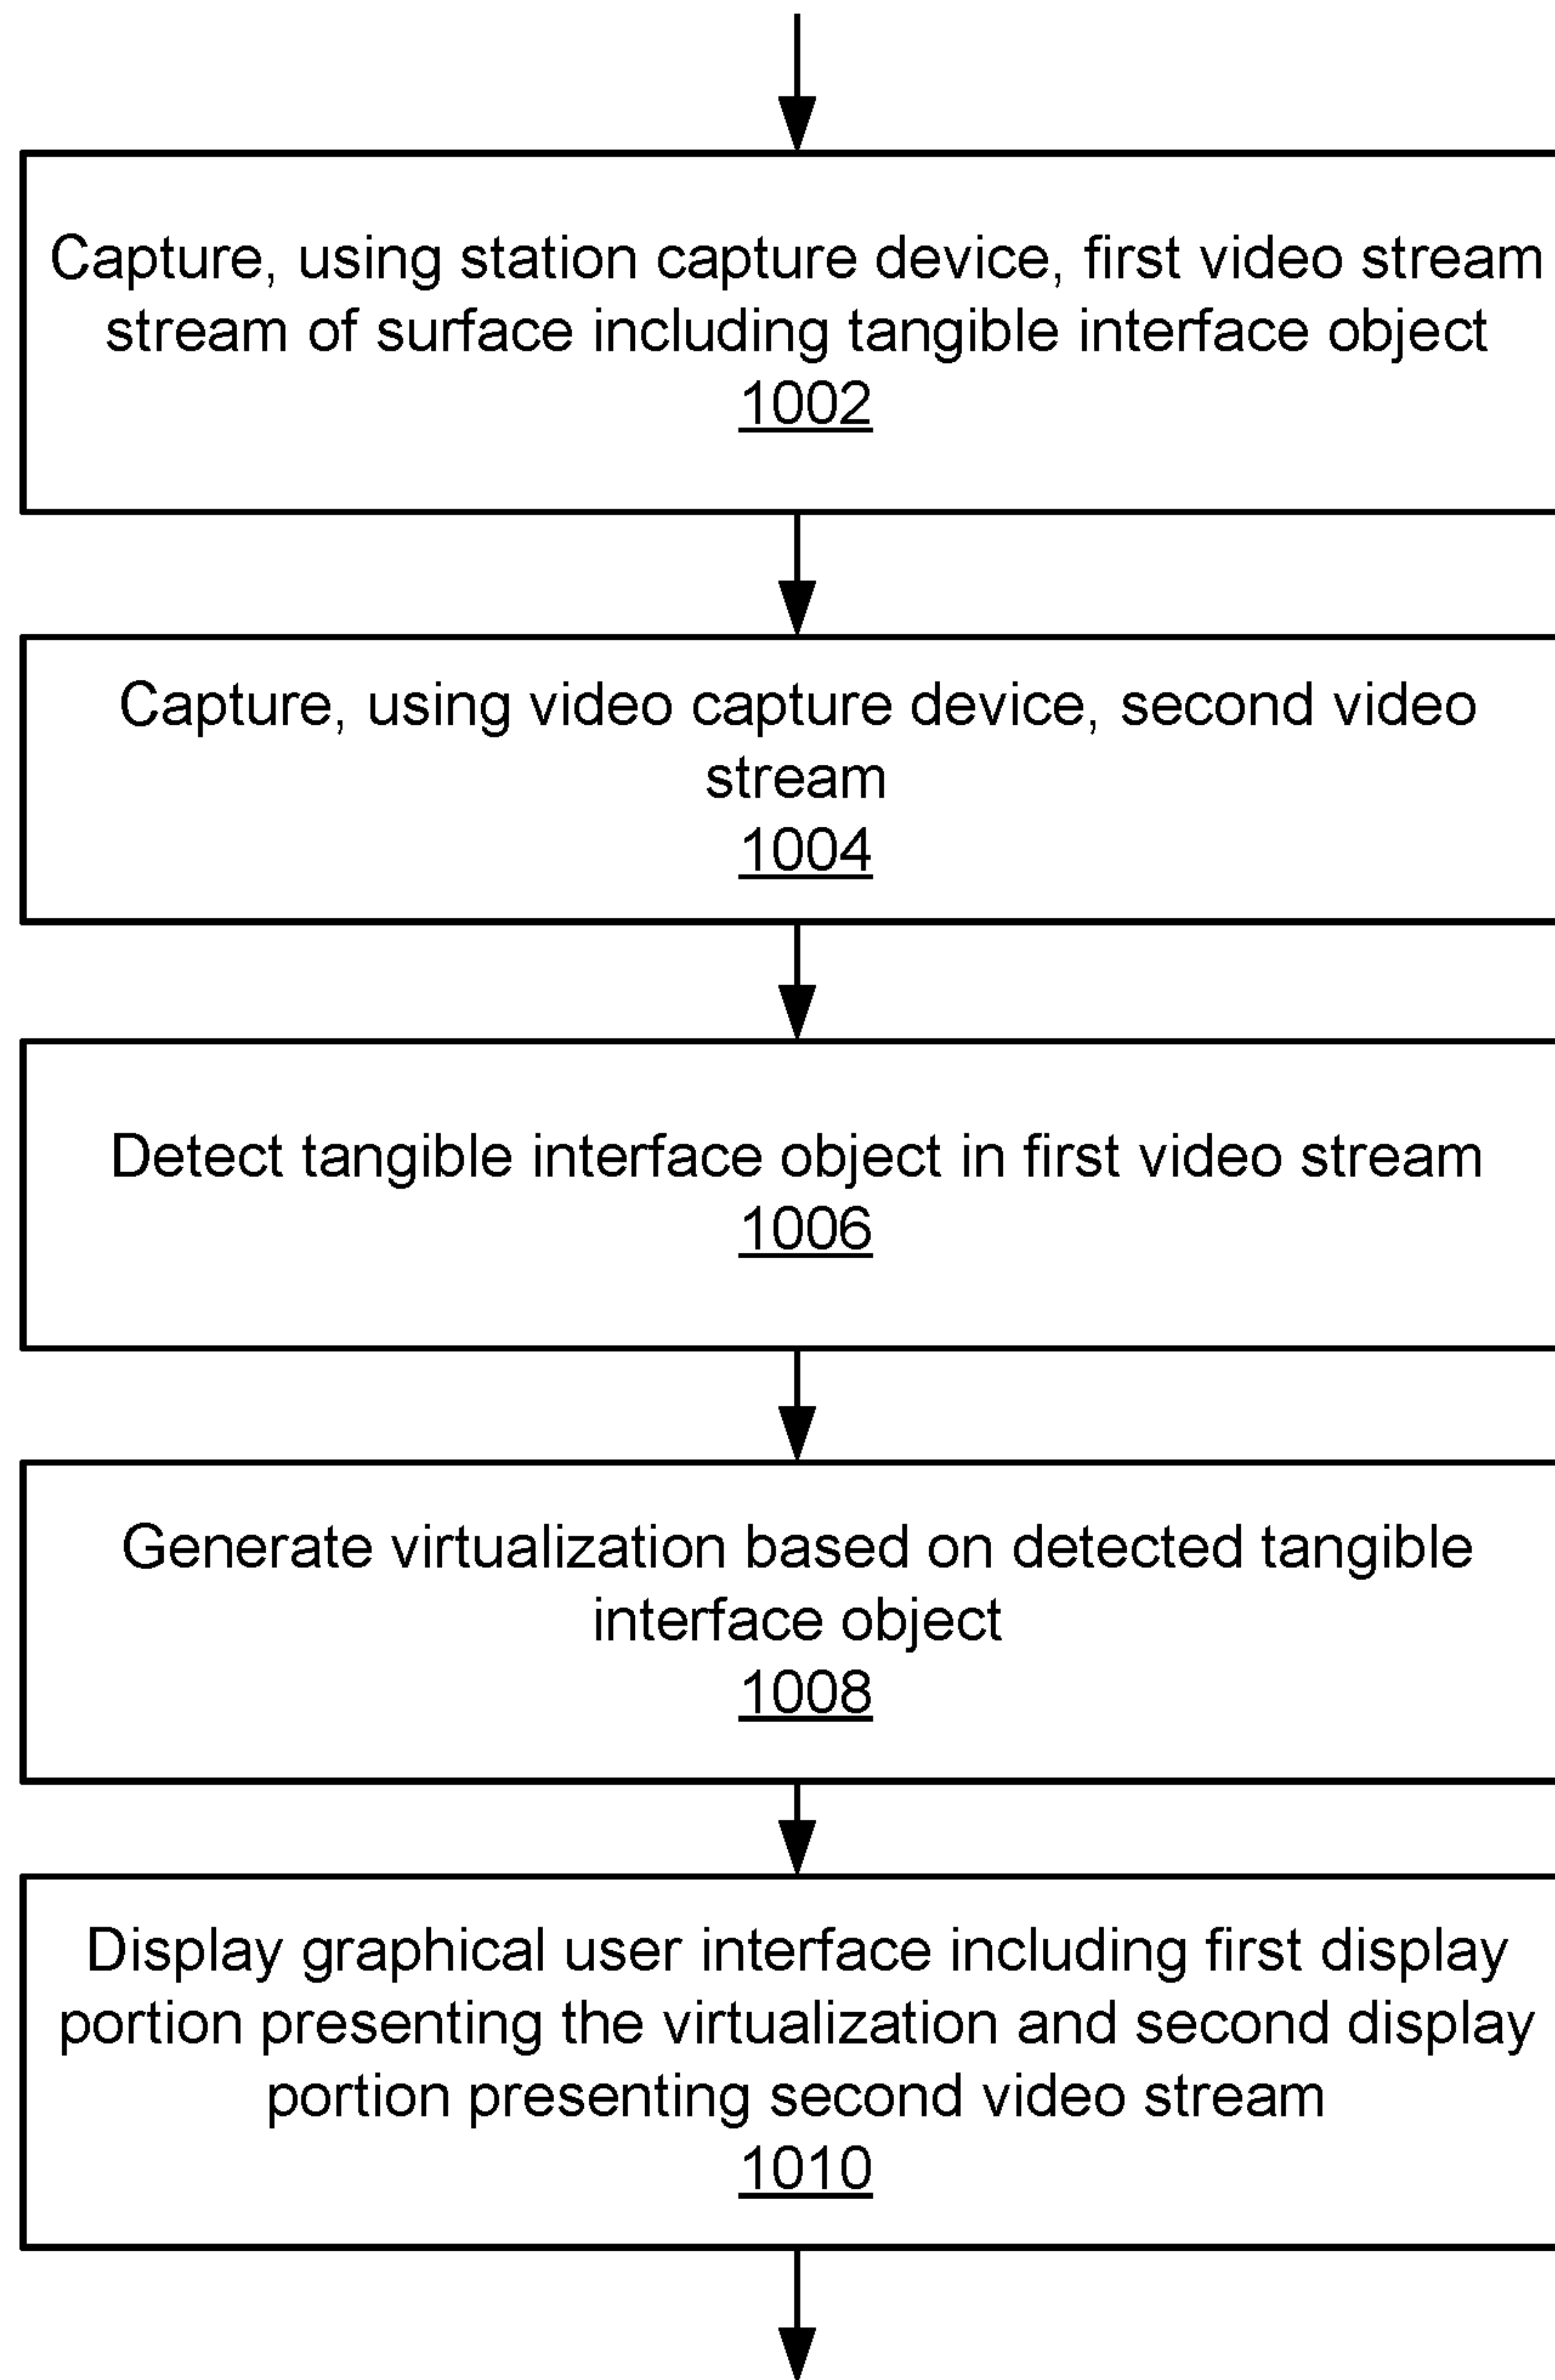 Capture, using station capture device, first video stream
stream of surface including tangible interface object
1002
Capture, using video capture device, second video
stream
1004
Detect tangible interface object in first video stream
1006
Generate virtualization based on detected tangible
interface object
1008
Display graphical user interface including first display
portion presenting the virtualization and second display
portion presenting second video stream
1010